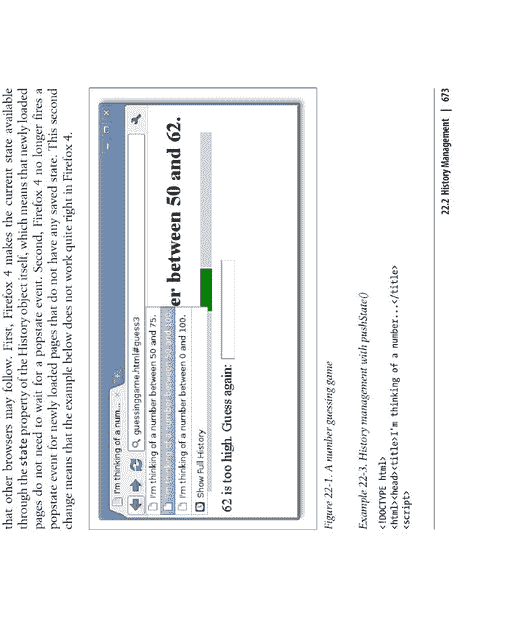 that other browsers may follow. First, Firefox 4 makes the current state available
through the state property of the History object itself, which means that newly loaded
pages do not need to wait for a popstate event. Second, Firefox 4 no longer fires a
popstate event for newly loaded pages that do not have any saved state. This second
change means that the example below does not work quite right in Firefox 4.
I'm thinking of a num...
guessinggame.html#guess3
I'm thinking of a number between 50 and 75.
I'm thinking of a number between 0 and 100.
Show Full History
er between 50 and 62.
62 is too high. Guess again:
Figure 22-1. A number guessing game
Example 22-3. History management with pushState()
<!DOCTYPE html>
<html><head><title>I'm thinking of a number...</title>
<script>
22.2 History Management | 673